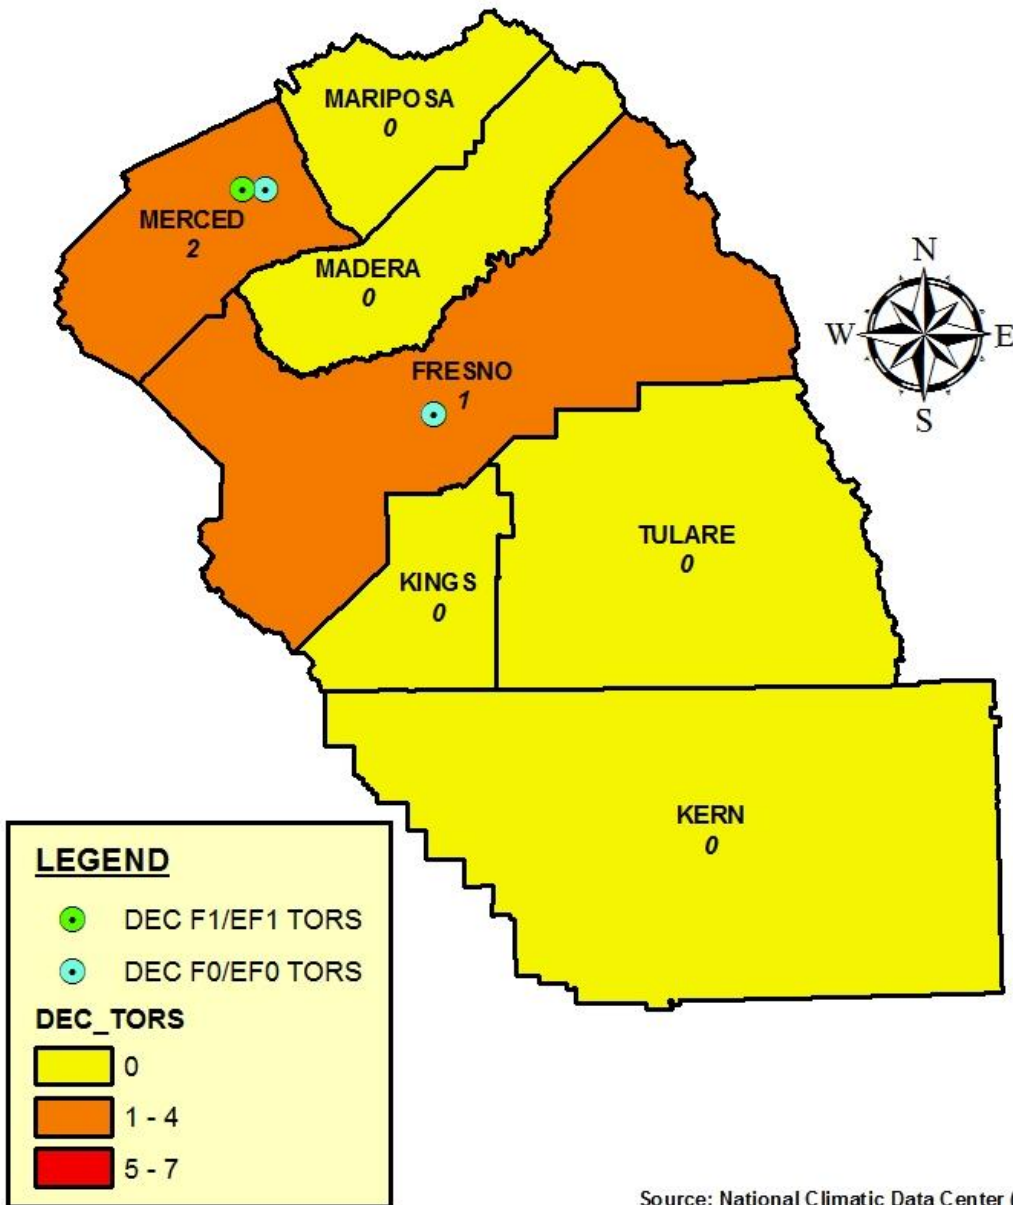 MARIPOSA
0
MERCED
2
MADERA
0
N
W
E
S
FRESNO
1
TULARE
0
KINGS
0
KERN
0
LEGEND
DEC F1/EF1 TORS
DEC F0/EF0 TORS
DEC_TORS
0
1 - 4
5 - 7
Source: National Climatic Data Center (